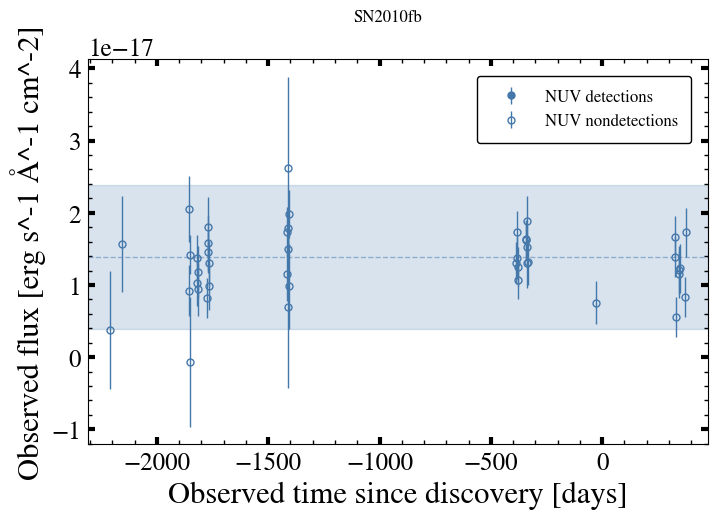 SN2010fb
1e−17
4
3
2
1
0
−1
NUV detections
NUV nondetections
−2000 −1500 −1000 −500 0
Observed time since discovery [days]
Observed flux [erg s^-1 Å^-1 cm^-2]